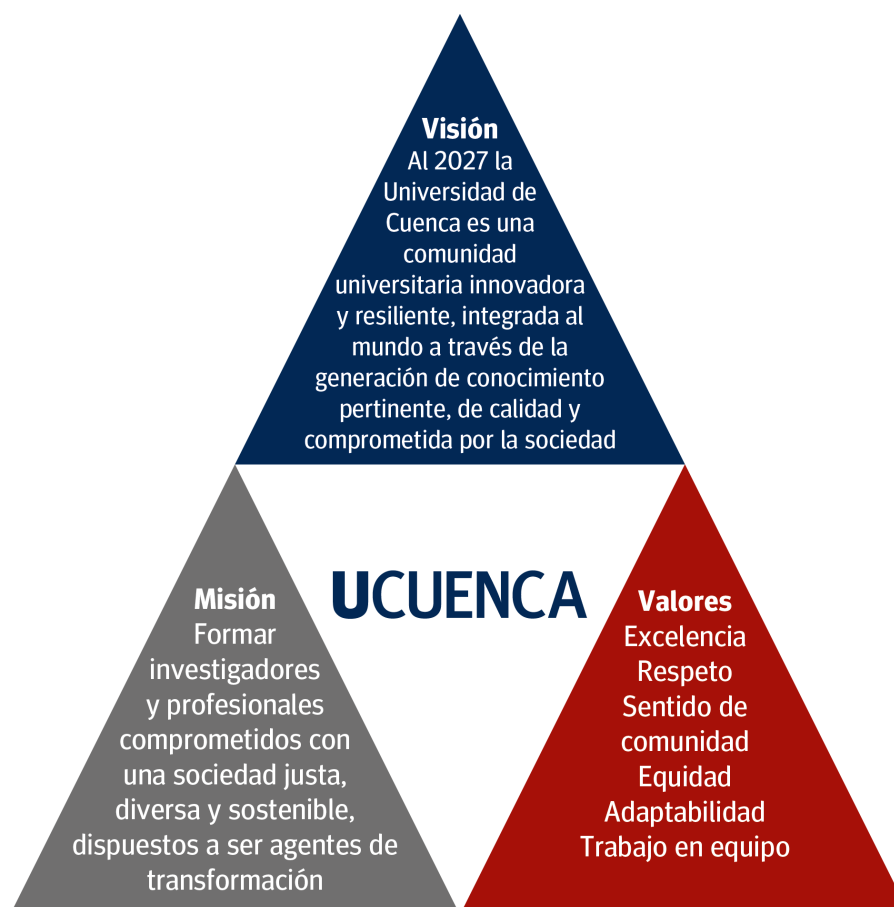 Visión
Al 2027 la
Universidad de
Cuenca es una
comunidad
universitaria innovadora
y resiliente, integrada al
mundo a través de la
generación de conocimiento
pertinente, de calidad y
comprometida por la sociedad
UCUENCA
Misión
Formar
investigadores
y profesionales
comprometidos con
una sociedad justa,
diversa y sostenible,
dispuestos a ser agentes de
transformación
Valores
Excelencia
Respeto
Sentido de
comunidad
Equidad
Adaptabilidad
Trabajo en equipo